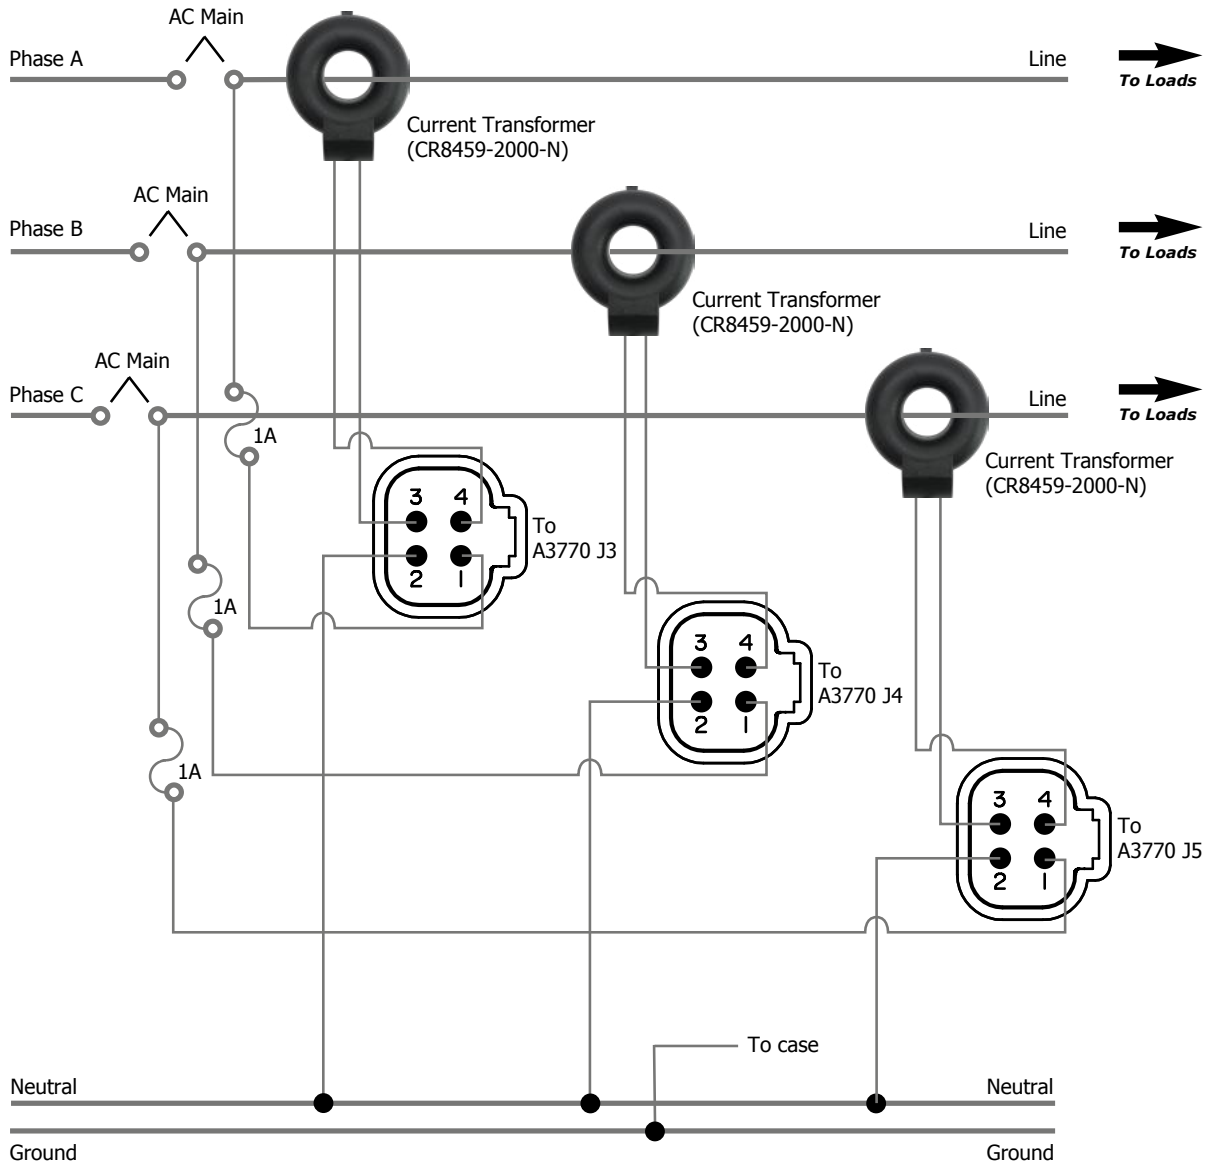 AC Main
Phase A
Line
To Loads
Current Transformer
(CR8459-2000-N)
AC Main
Phase B
Line
To Loads
Current Transformer
(CR8459-2000-N)
AC Main
Phase C
Line
To Loads
1A
Current Transformer
(CR8459-2000-N)
3 4
2 1
To
A3770 J3
1A
3 4
2 1
To
A3770 J4
1A
3 4
2 1
To
A3770 J5
To case
Neutral
Neutral
Ground
Ground